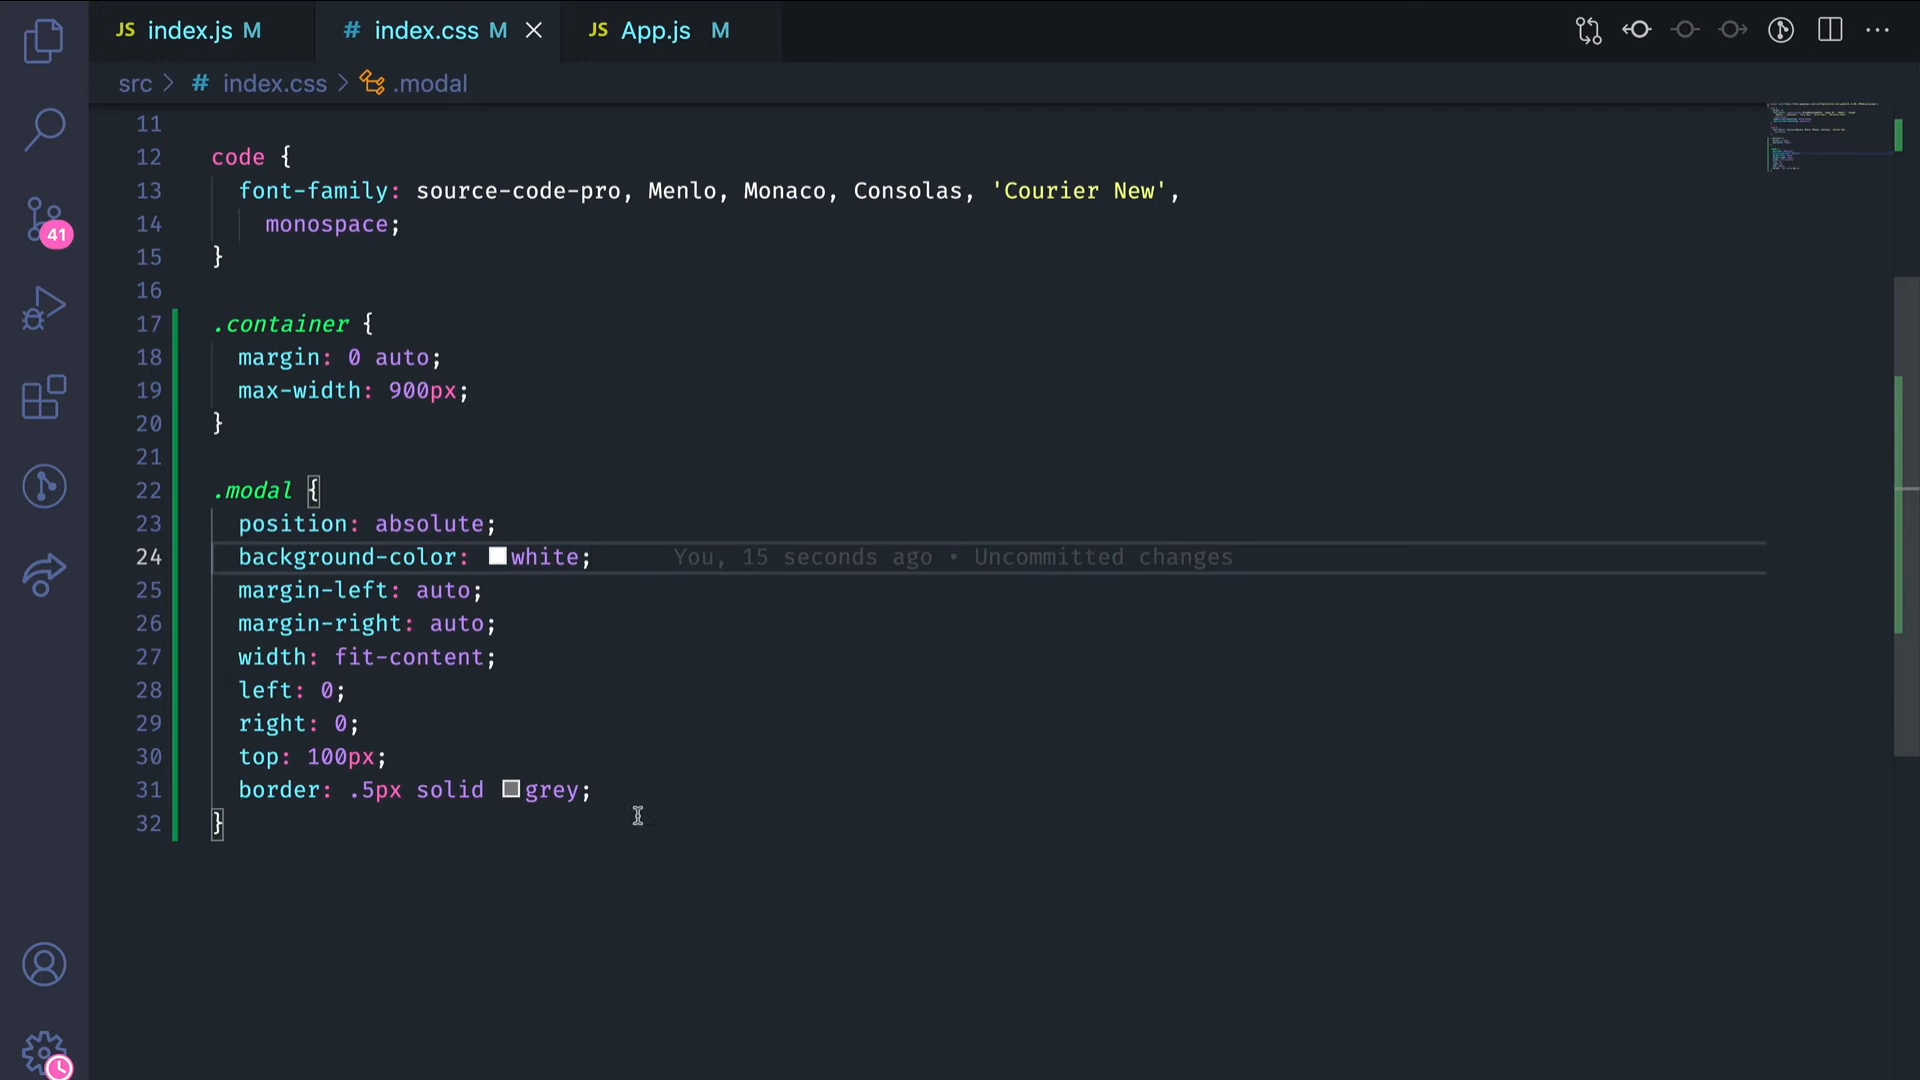 JS index.js M
# index.css M
JS App.js M
src > # index.css > .modal
11
12 code {
13 font-family: source-code-pro, Menlo, Monaco, Consolas, 'Courier New',
14 monospace;
15 }
16
17 .container {
18 margin: 0 auto;
19 max-width: 900px;
20 }
21
22 .modal {
23 position: absolute;
24 background-color: white; You, 15 seconds ago • Uncommitted changes
25 margin-left: auto;
26 margin-right: auto;
27 width: fit-content;
28 left: 0;
29 right: 0;
30 top: 100px;
31 border: .5px solid grey;
32 }
41